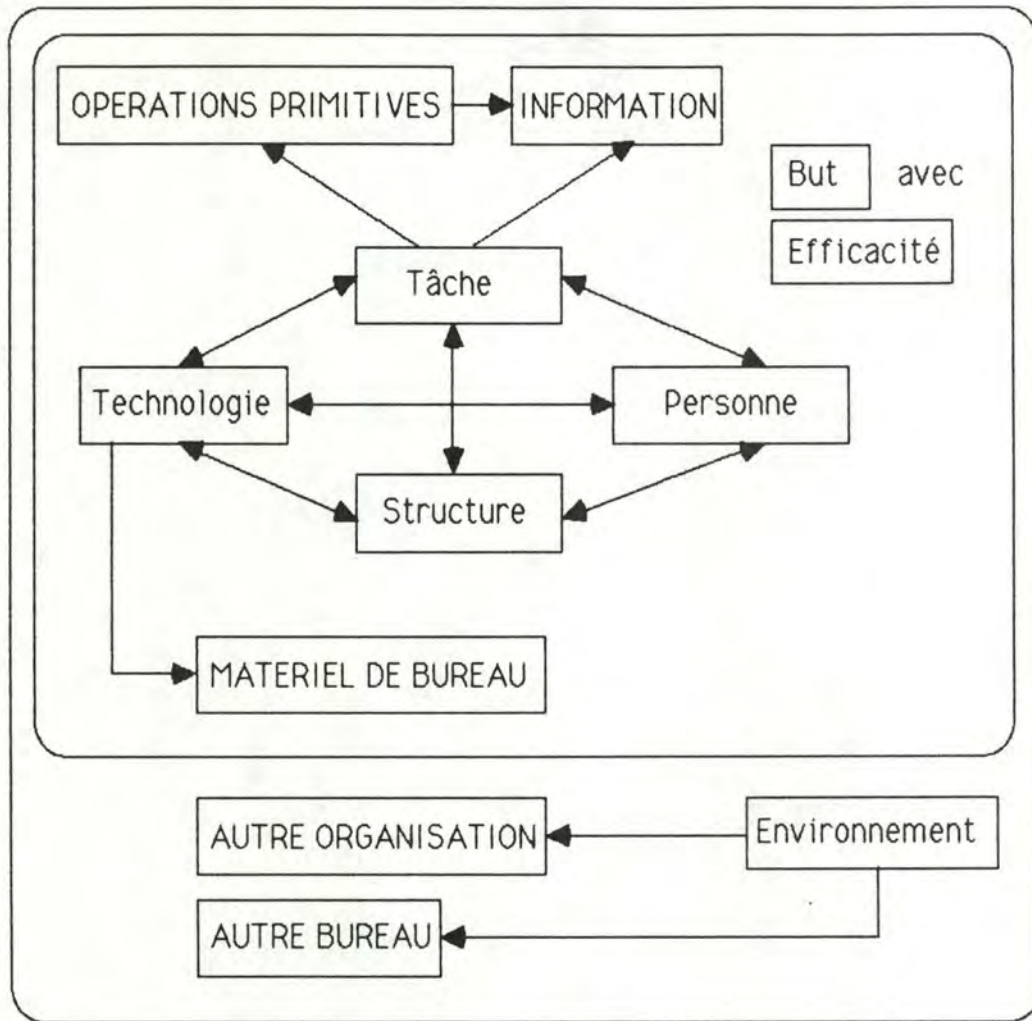 OPERATIONS PRIMITIVES
INFORMATION
But avec
Efficacité
Tâche
Technologie
Personne
Structure
MATERIEL DE BUREAU
AUTRE ORGANISATION
Environnement
AUTRE BUREAU